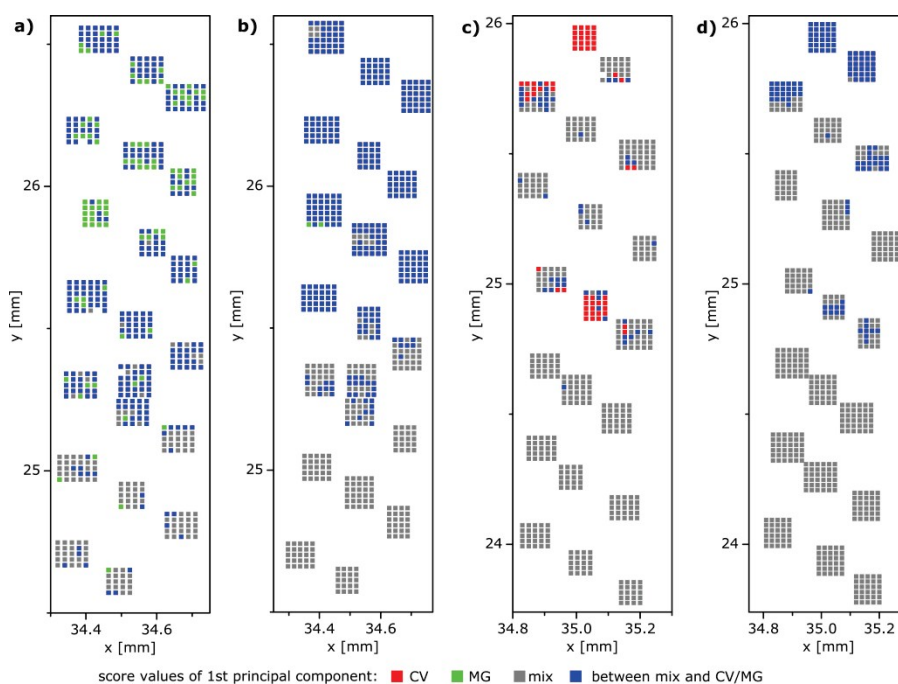 a)
b)
c)
d)
26
25
y [mm]
34.4
34.6
x [mm]
26
25
y [mm]
34.4
34.6
x [mm]
26
25
24
y [mm]
34.8
35.0
35.2
x [mm]
26
25
24
y [mm]
34.8
35.0
35.2
x [mm]
score values of 1st principal component: CV MG mix between mix and CV/MG